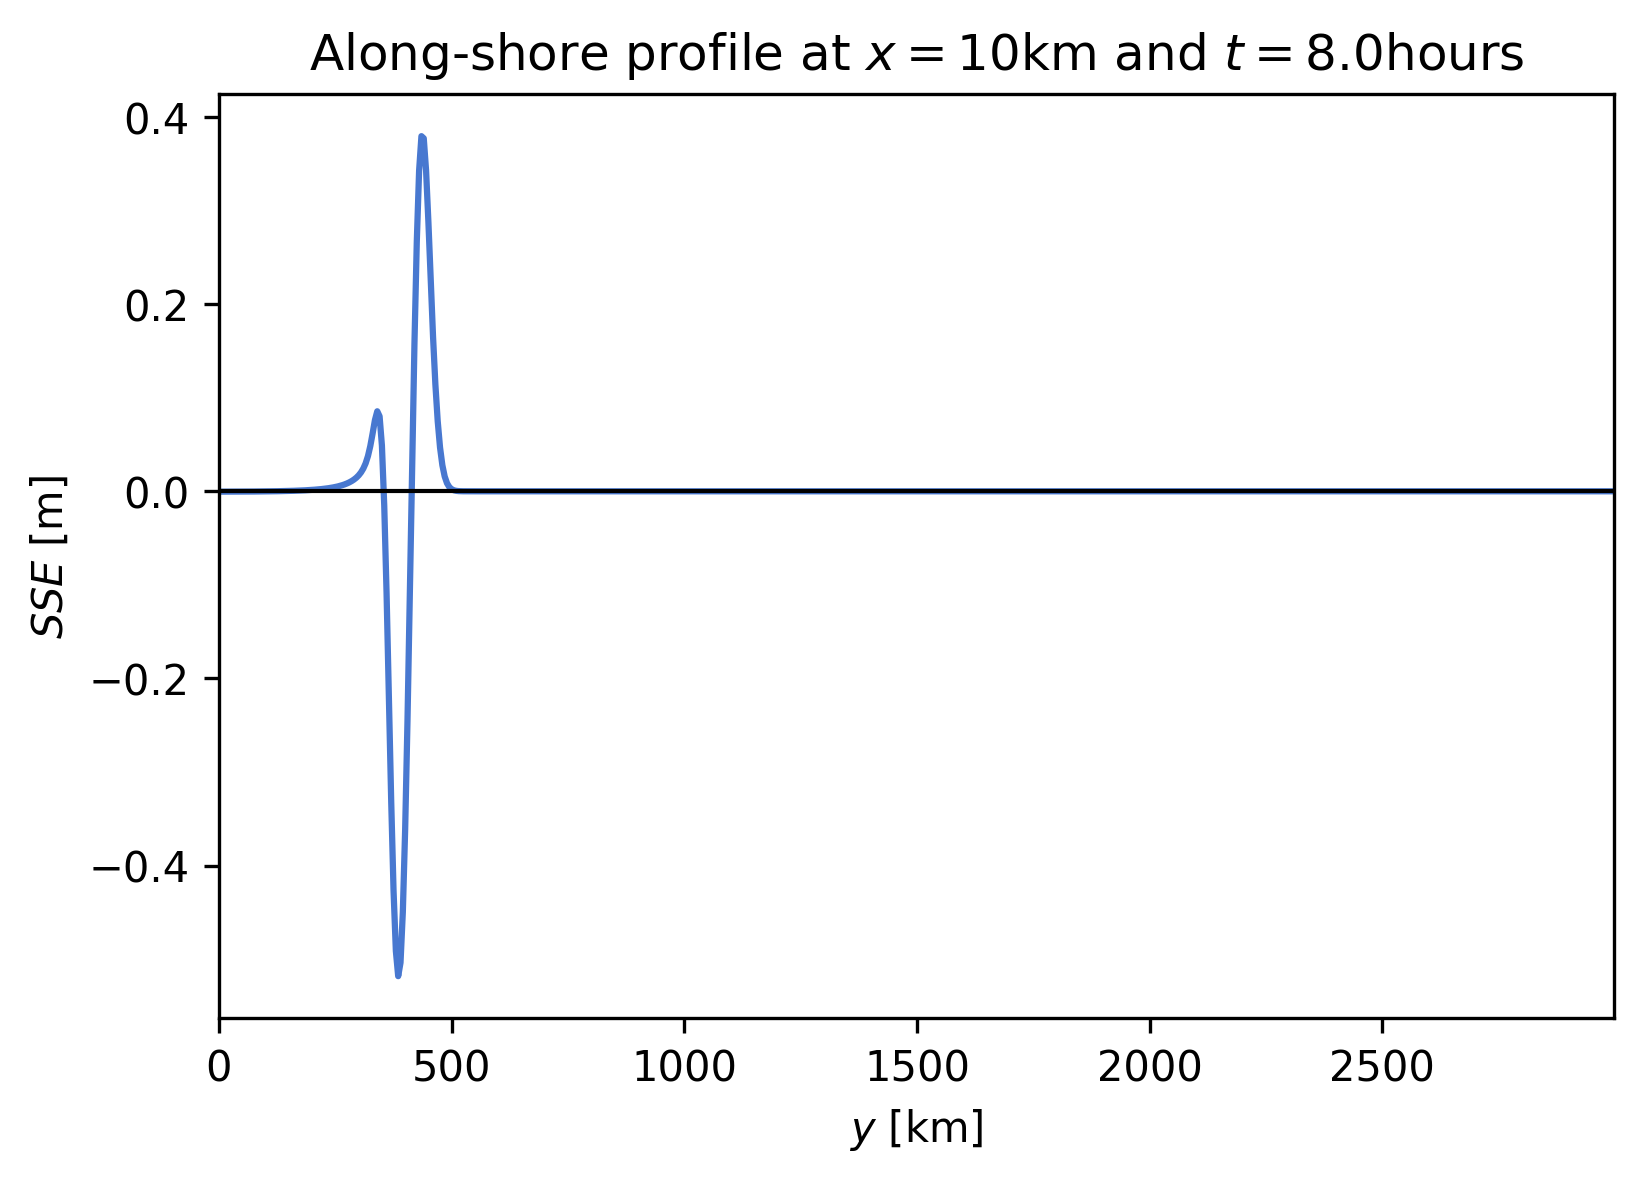 Along-shore profile at x = 10km and t = 8.0hours
0.4
0.2
0.0
−0.2
−0.4
SSE [m]
0 500 1000 1500 2000 2500
y [km]